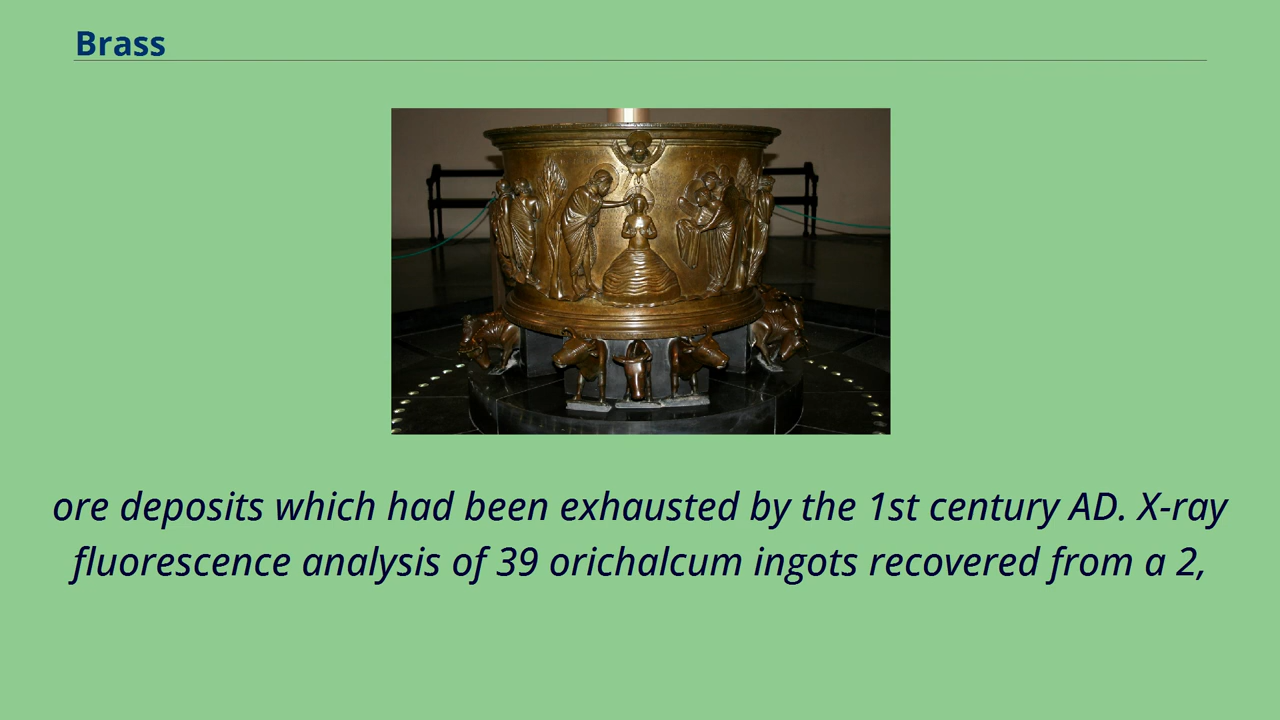 Brass
ore deposits which had been exhausted by the 1st century AD. X-ray
fluorescence analysis of 39 orichalcum ingots recovered from a 2,